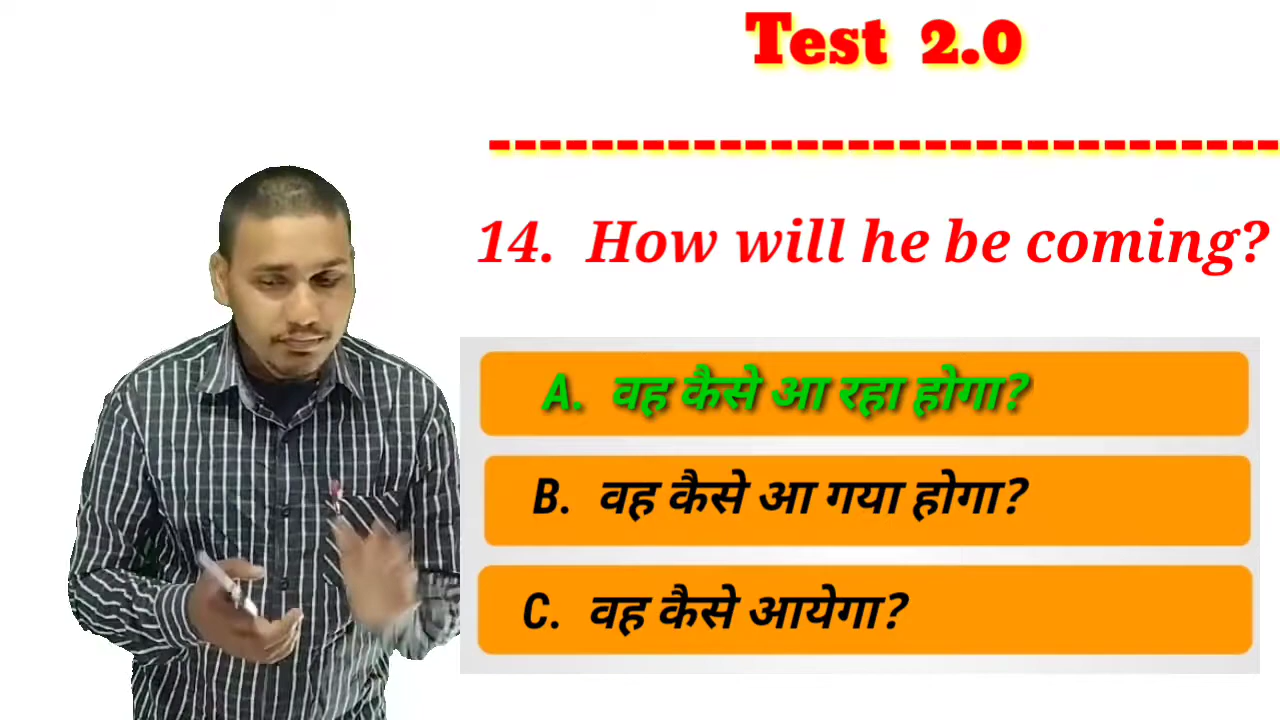 Test 2.0
-------------------------------
14. How will he be coming?
A. वह कैसे आ रहा होगा?
B. वह कैसे आ गया होगा?
C. वह कैसे आयेगा?